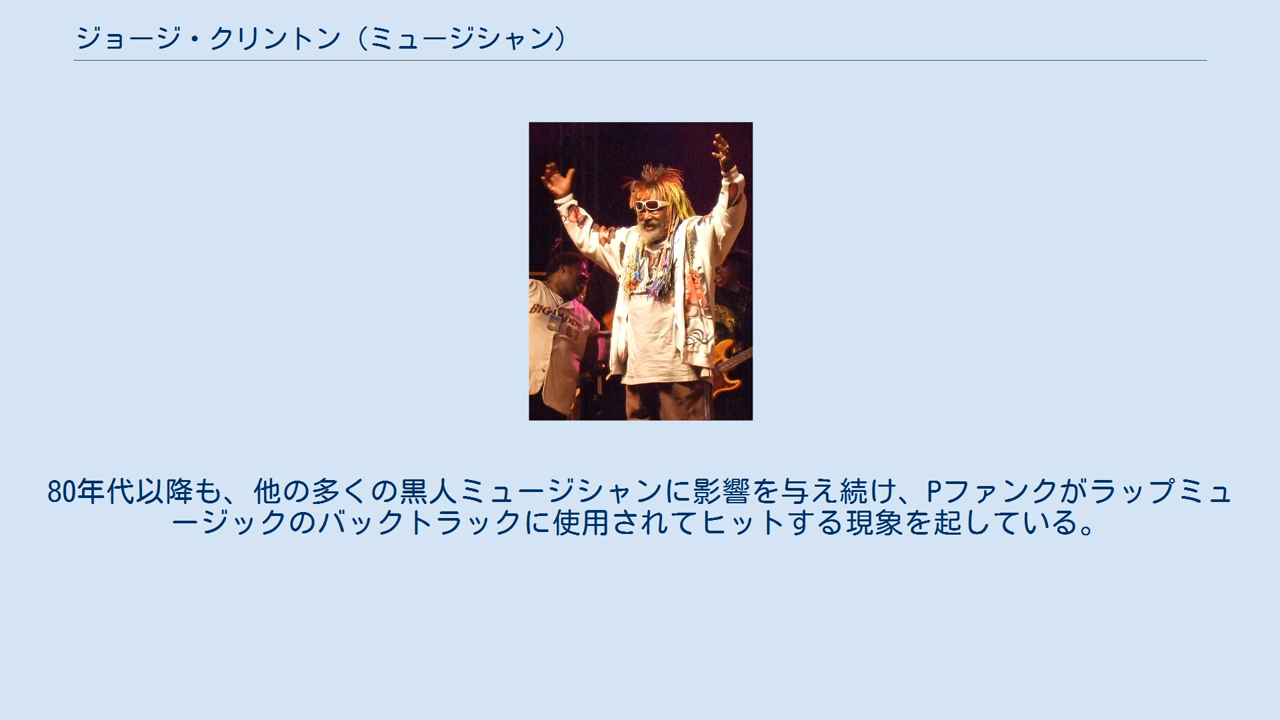 ジョージ・クリントン（ミュージシャン）
80年代以降も、他の多くの黒人ミュージシャンに影響を与え続け、Pファンクがラップミュ
ージックのバックトラックに使用されてヒットする現象を起している。